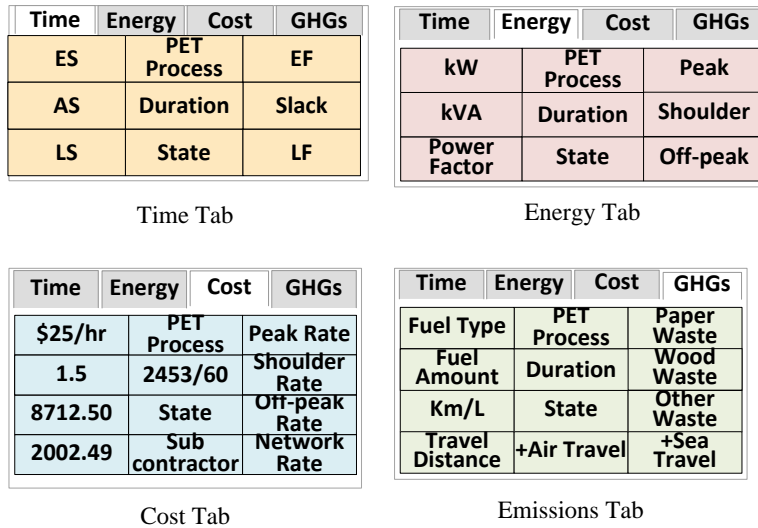 Time Energy Cost GHGs
ES PET Process EF
AS Duration Slack
LS State LF
Time Tab
Time Energy Cost GHGs
kW PET Process Peak
kVA Duration Shoulder
Power Factor State Off-peak
Energy Tab
Time Energy Cost GHGs
$25/hr PET Process Peak Rate
1.5 2453/60 Shoulder Rate
8712.50 State Off-peak Rate
2002.49 Sub contractor Network Rate
Cost Tab
Time Energy Cost GHGs
Fuel Type PET Process Paper Waste
Fuel Amount Duration Wood Waste
Km/L State Other Waste
Travel Distance +Air Travel +Sea Travel
Emissions Tab